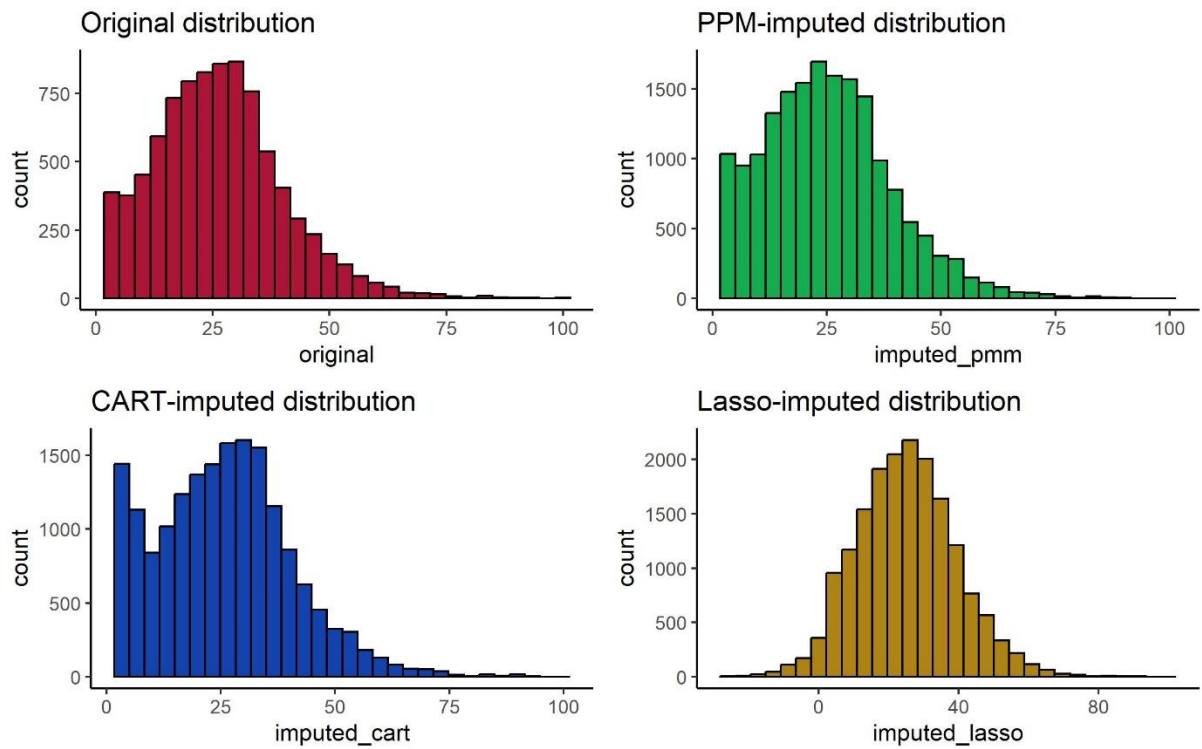 Original distribution
750
500
250
0
count
0 25 50 75 100
original
PPM-imputed distribution
1500
1000
500
0
count
0 25 50 75 100
imputed_pmm
CART-imputed distribution
1500
1000
500
0
count
0 25 50 75 100
imputed_cart
Lasso-imputed distribution
2000
1500
1000
500
0
count
0 40 80
imputed_lasso